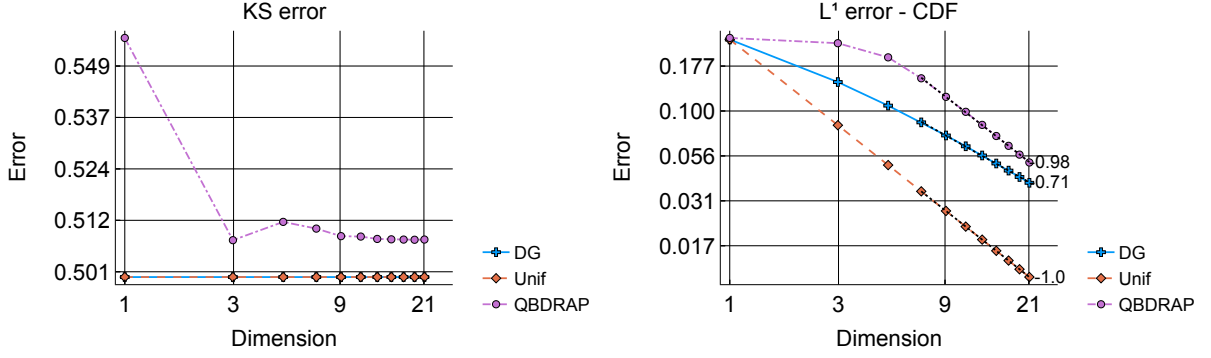 KS error
Error
0.549
0.537
0.524
0.512
0.501
1
3
9
21
Dimension
DG
Unif
QBDRAP
L¹ error - CDF
Error
0.177
0.100
0.056
0.031
0.017
-0.98
-0.71
-1.0
1
3
9
21
Dimension
DG
Unif
QBDRAP